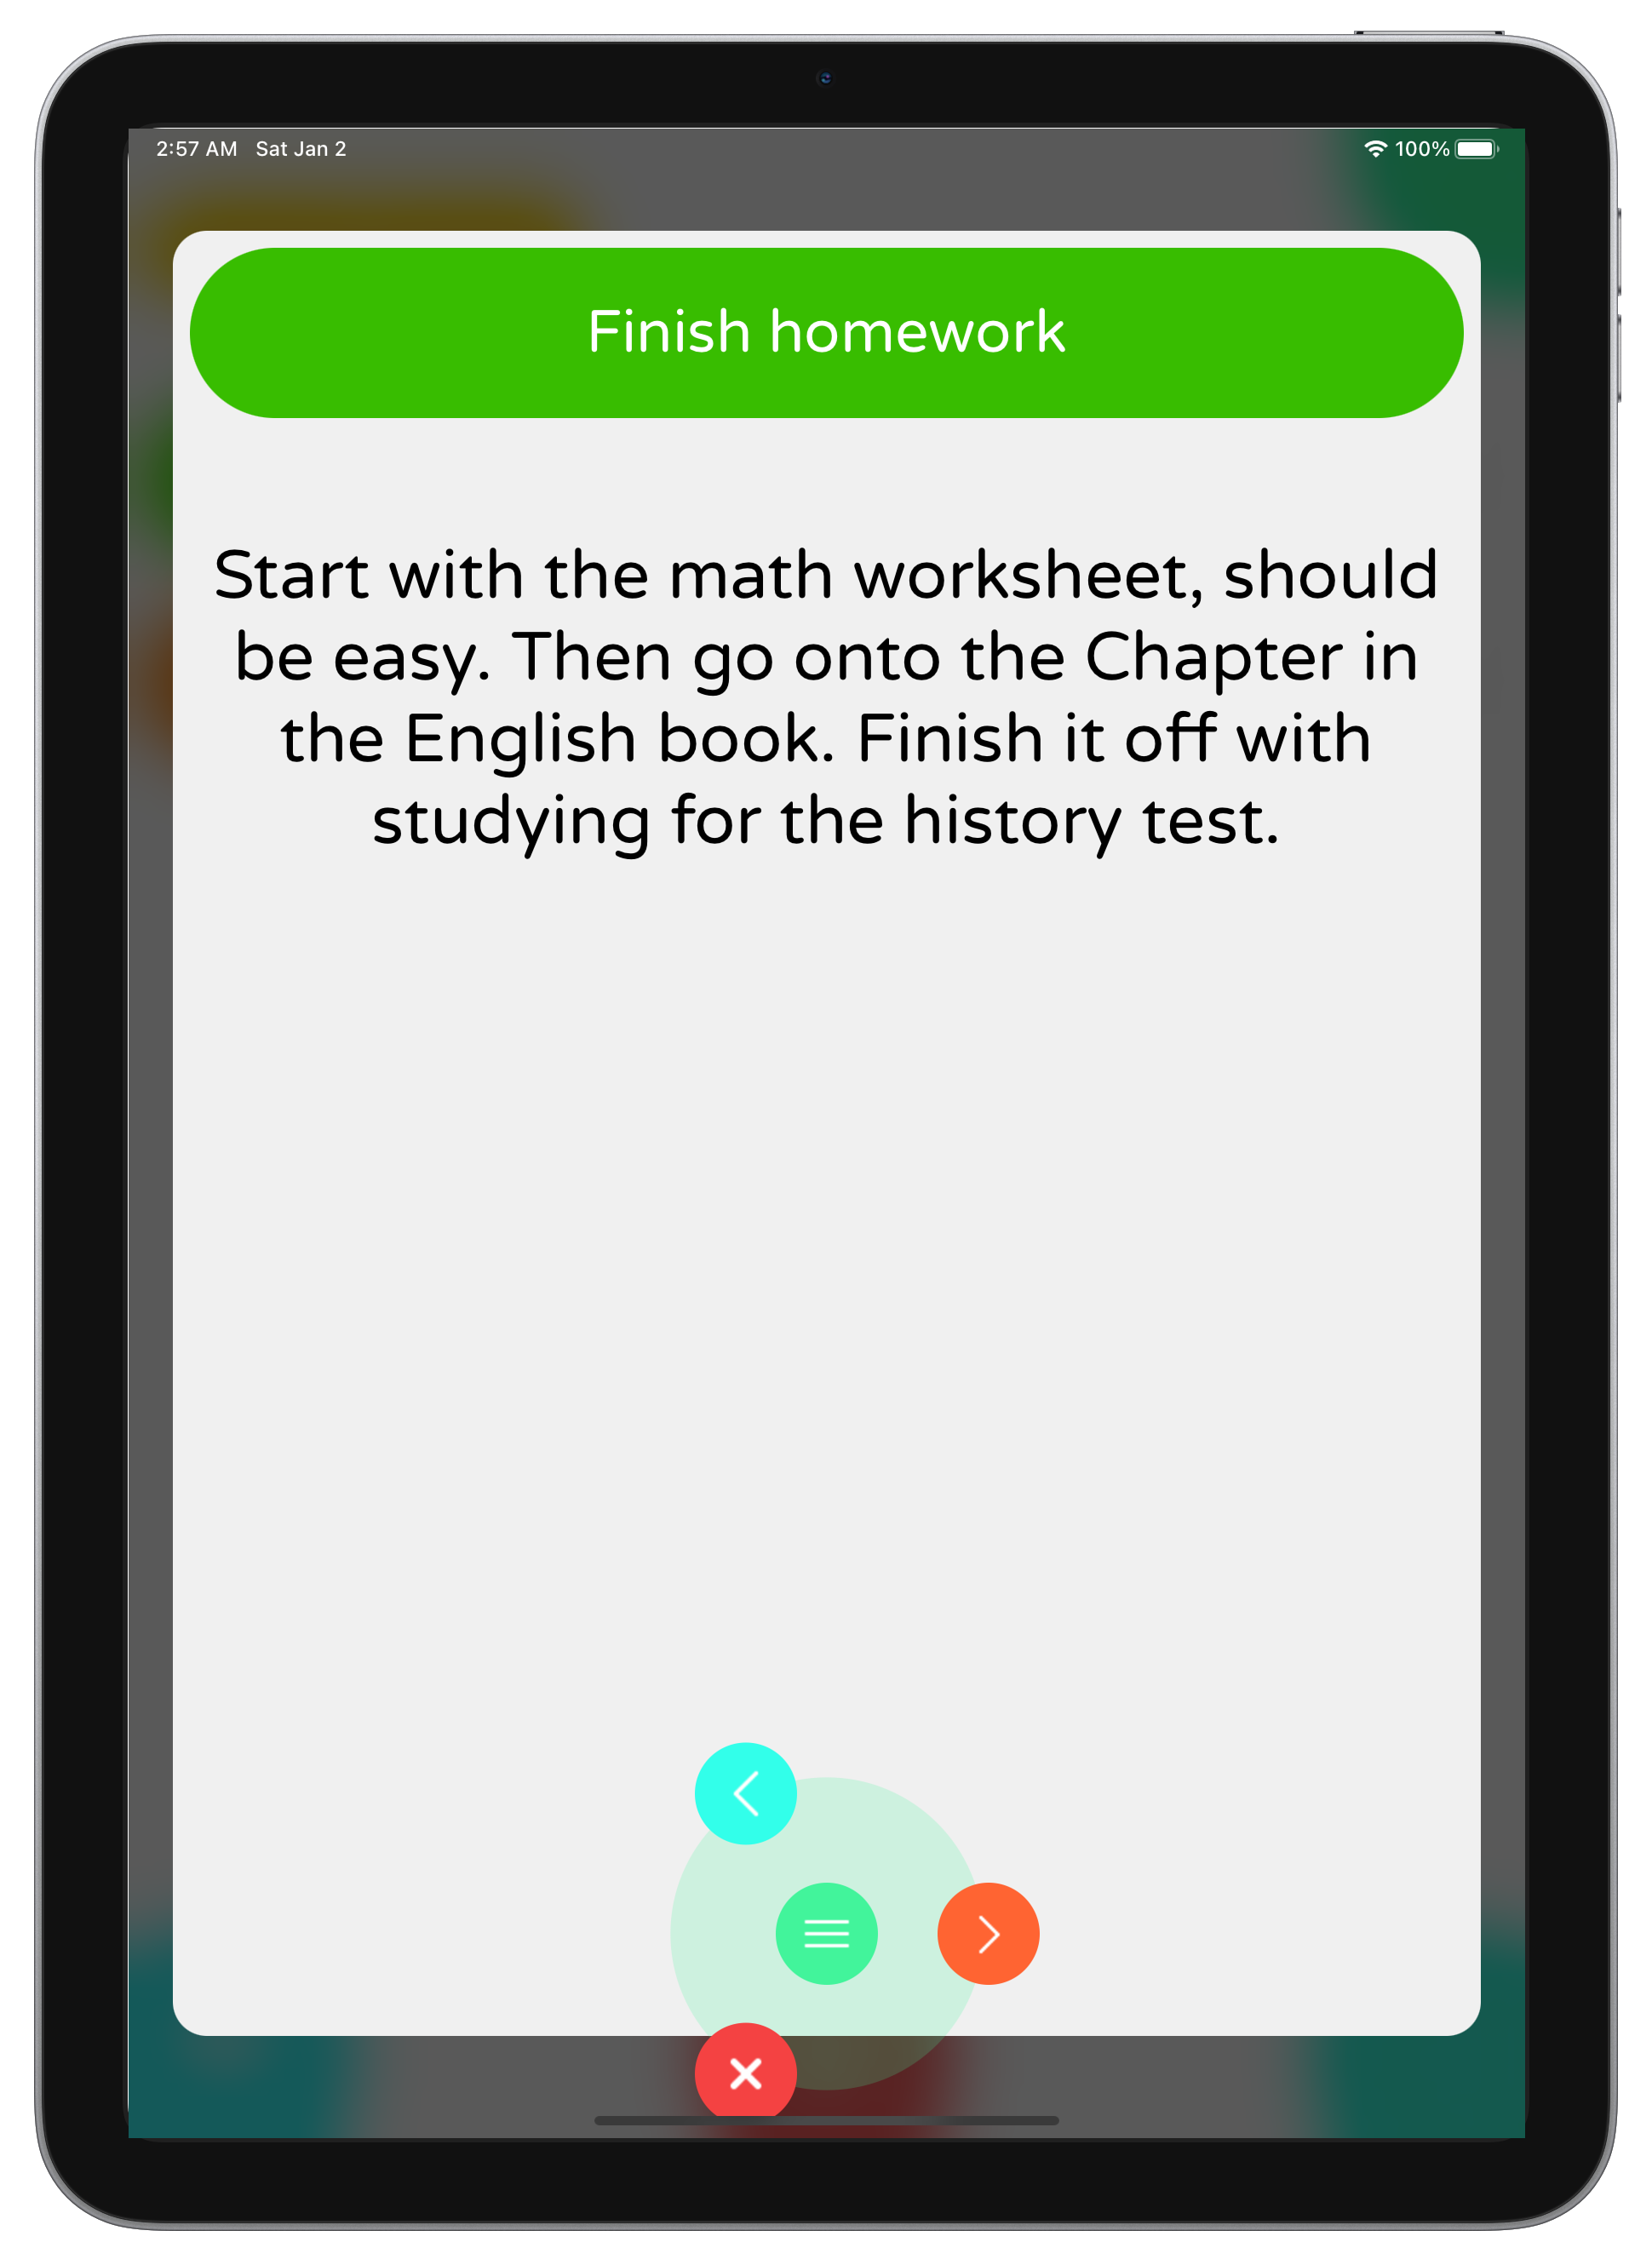 2:57 AM Sat Jan 2
100%
Finish homework
Start with the math worksheet, should
be easy. Then go onto the Chapter in
the English book. Finish it off with
studying for the history test.